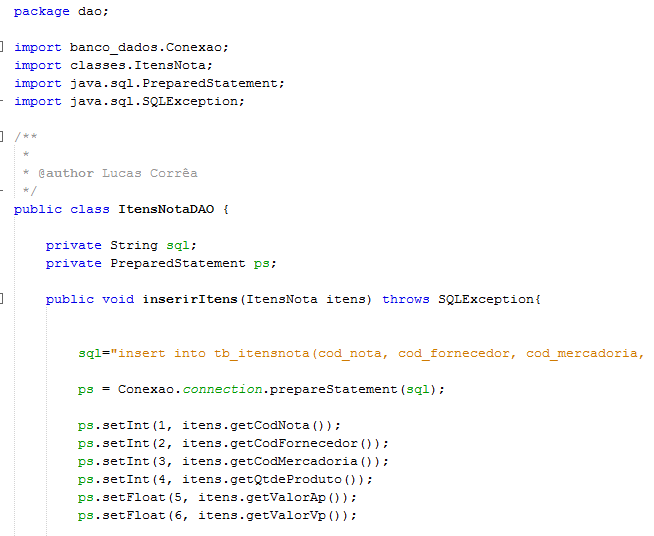 package dao;
import banco_dados.Conexao;
import classes.ItensNota;
import java.sql.PreparedStatement;
import java.sql.SQLException;
/**
*
* @author Lucas Corrêa
*/
public class ItensNotaDAO {
private String sql;
private PreparedStatement ps;
public void inserirItens(ItensNota itens) throws SQLException{
sql="insert into tb_itensnota(cod_nota, cod_fornecedor, cod_mercadoria,
ps = Conexao.connection.prepareStatement(sql);
ps.setInt(1, itens.getCodNota());
ps.setInt(2, itens.getCodFornecedor());
ps.setInt(3, itens.getCodMercadoria());
ps.setInt(4, itens.getQtdeProduto());
ps.setFloat(5, itens.getValorAp());
ps.setFloat(6, itens.getValorVp());